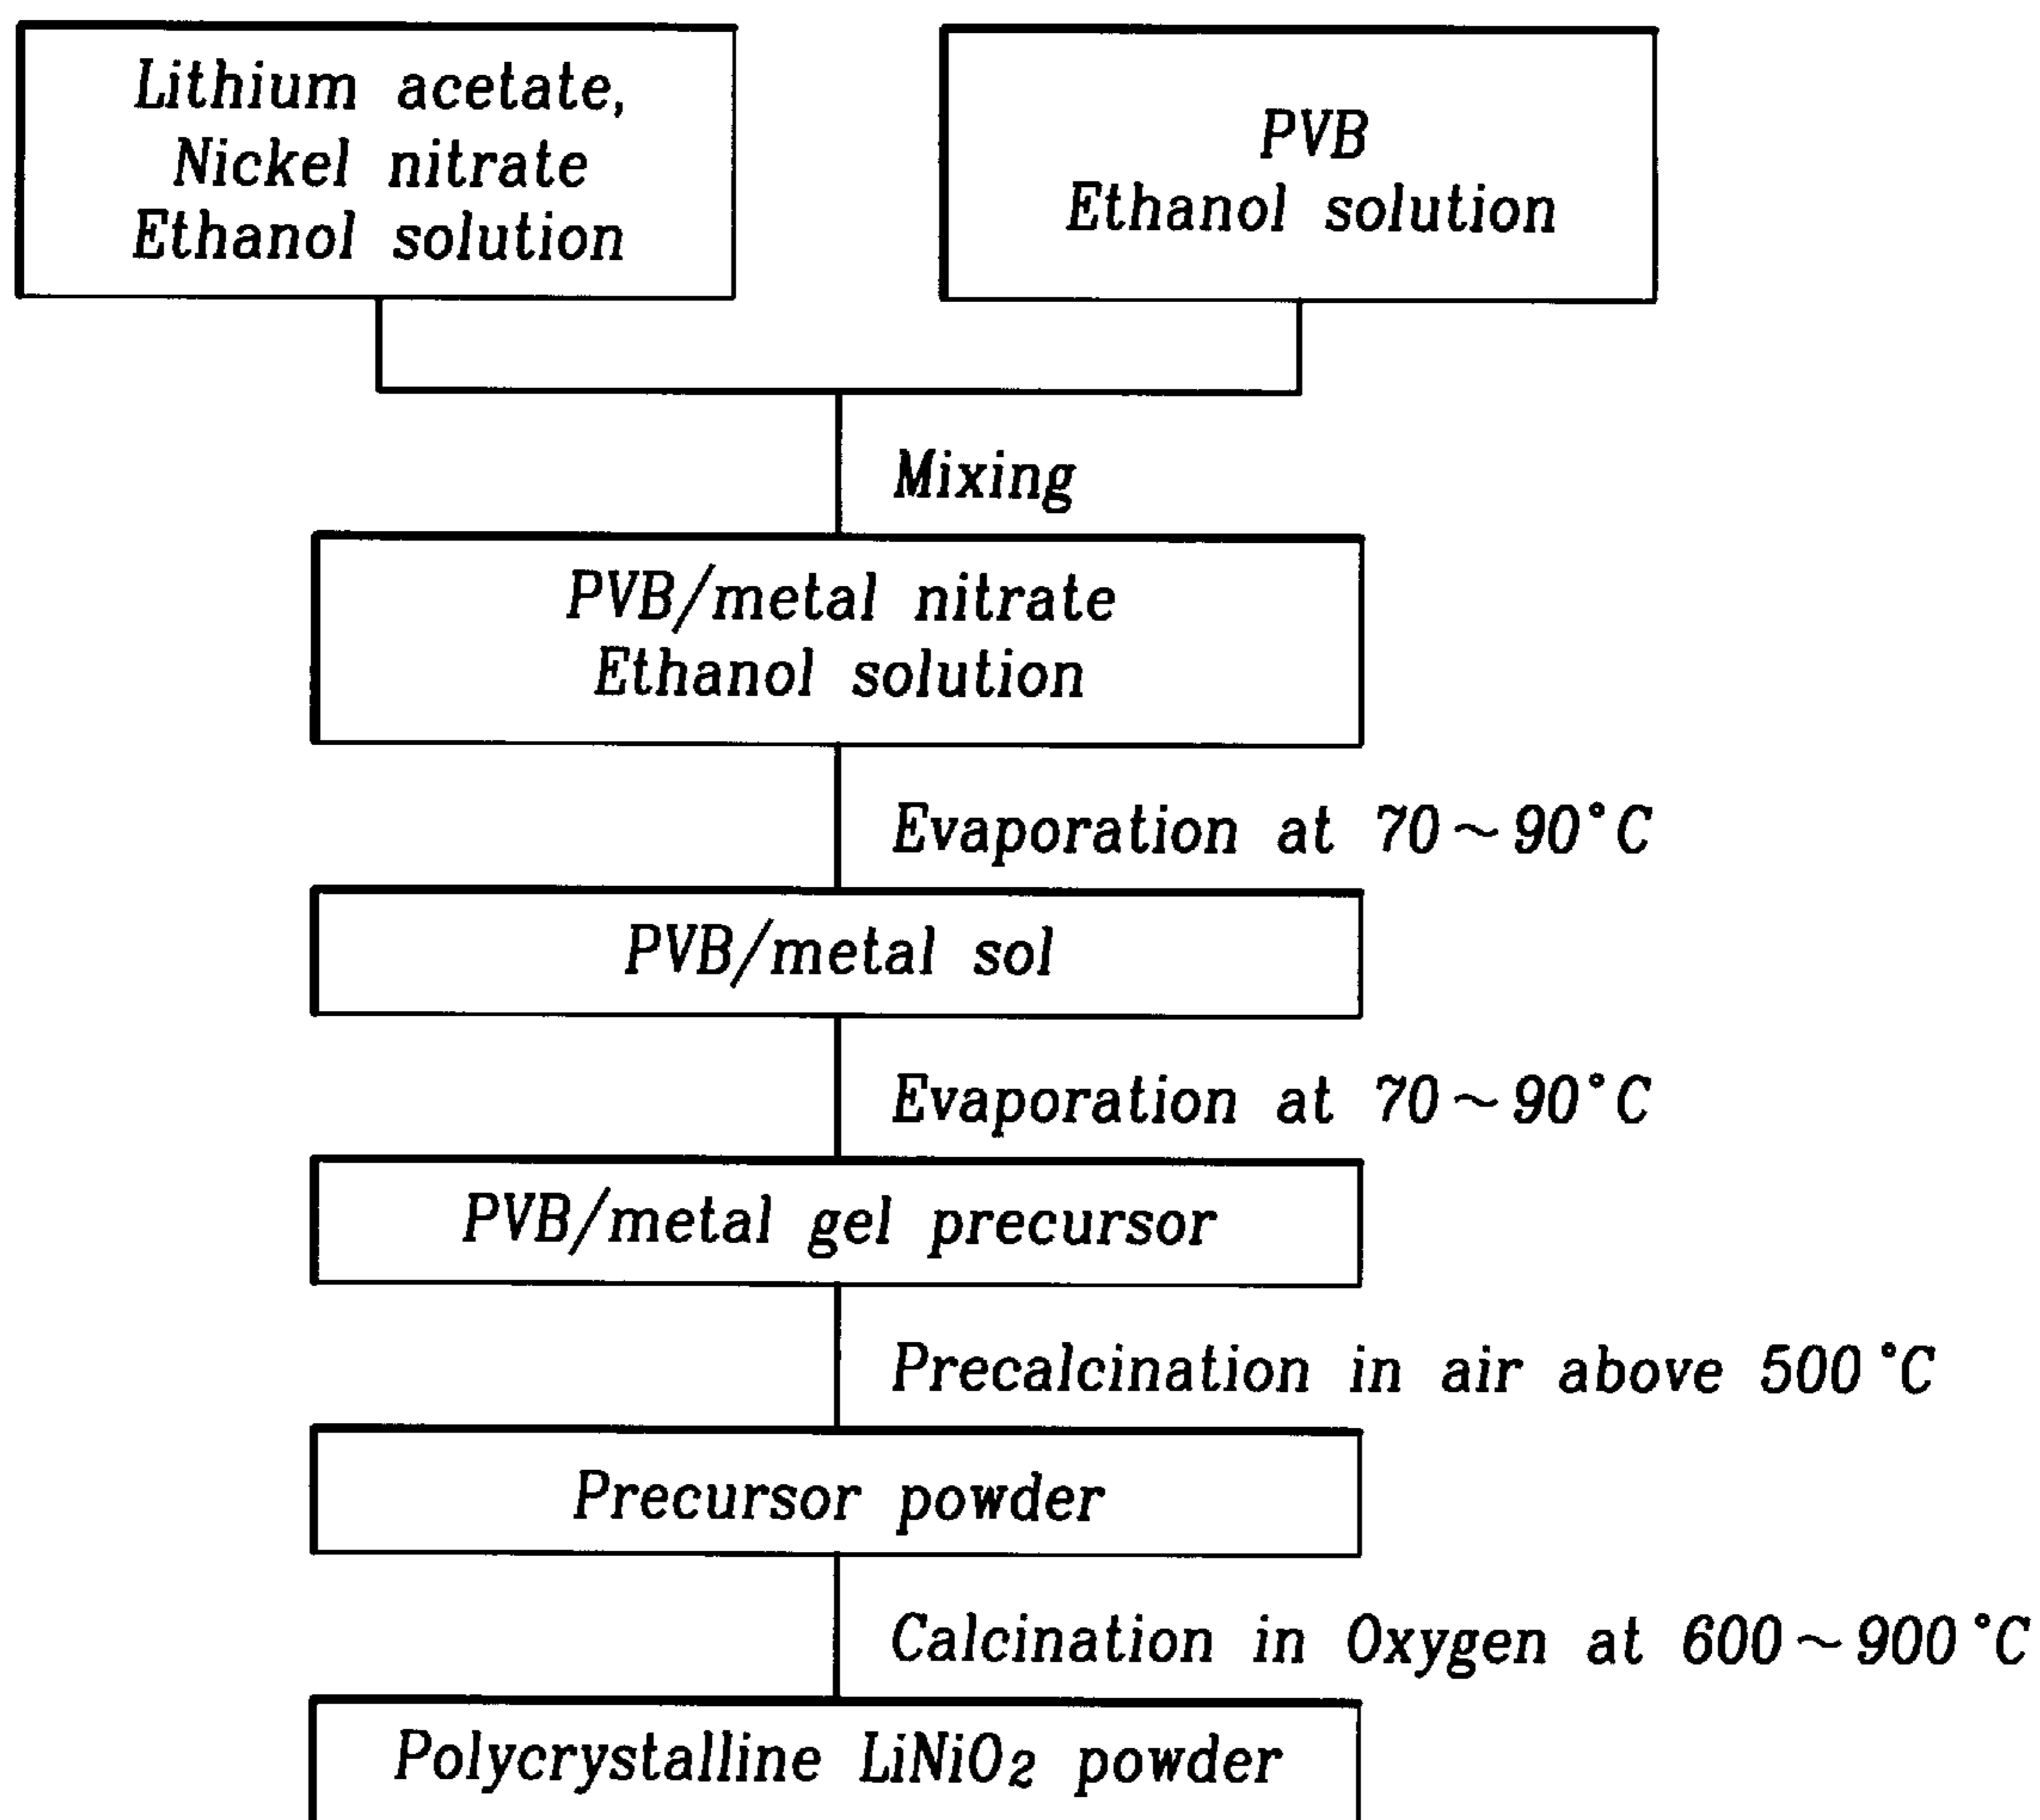 Lithium acetate,
Nickel nitrate
Ethanol solution
PVB
Ethanol solution
Mixing
PVB/metal nitrate
Ethanol solution
Evaporation at 70~90°C
PVB/metal sol
Evaporation at 70~90°C
PVB/metal gel precursor
Precalcination in air above 500°C
Precursor powder
Calcination in Oxygen at 600~900°C
Polycrystalline LiNiO₂ powder